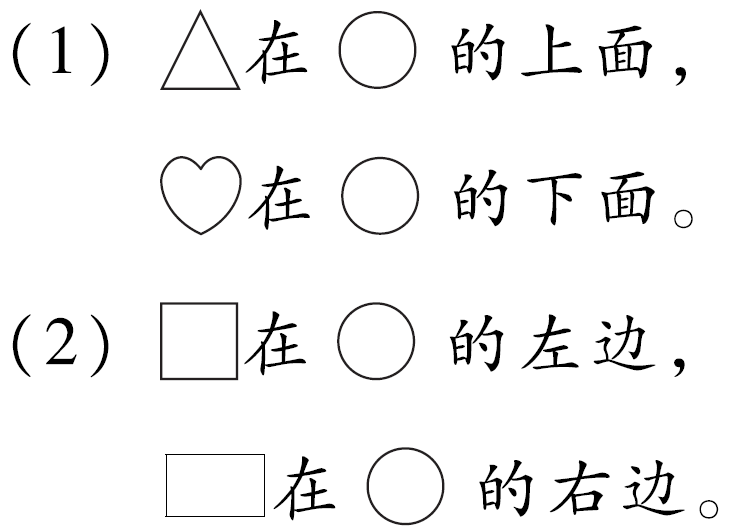 (1) △在 ○ 的上面，
♡在 ○ 的下面。
(2) □在 ○ 的左边，
▭在 ○ 的右边。